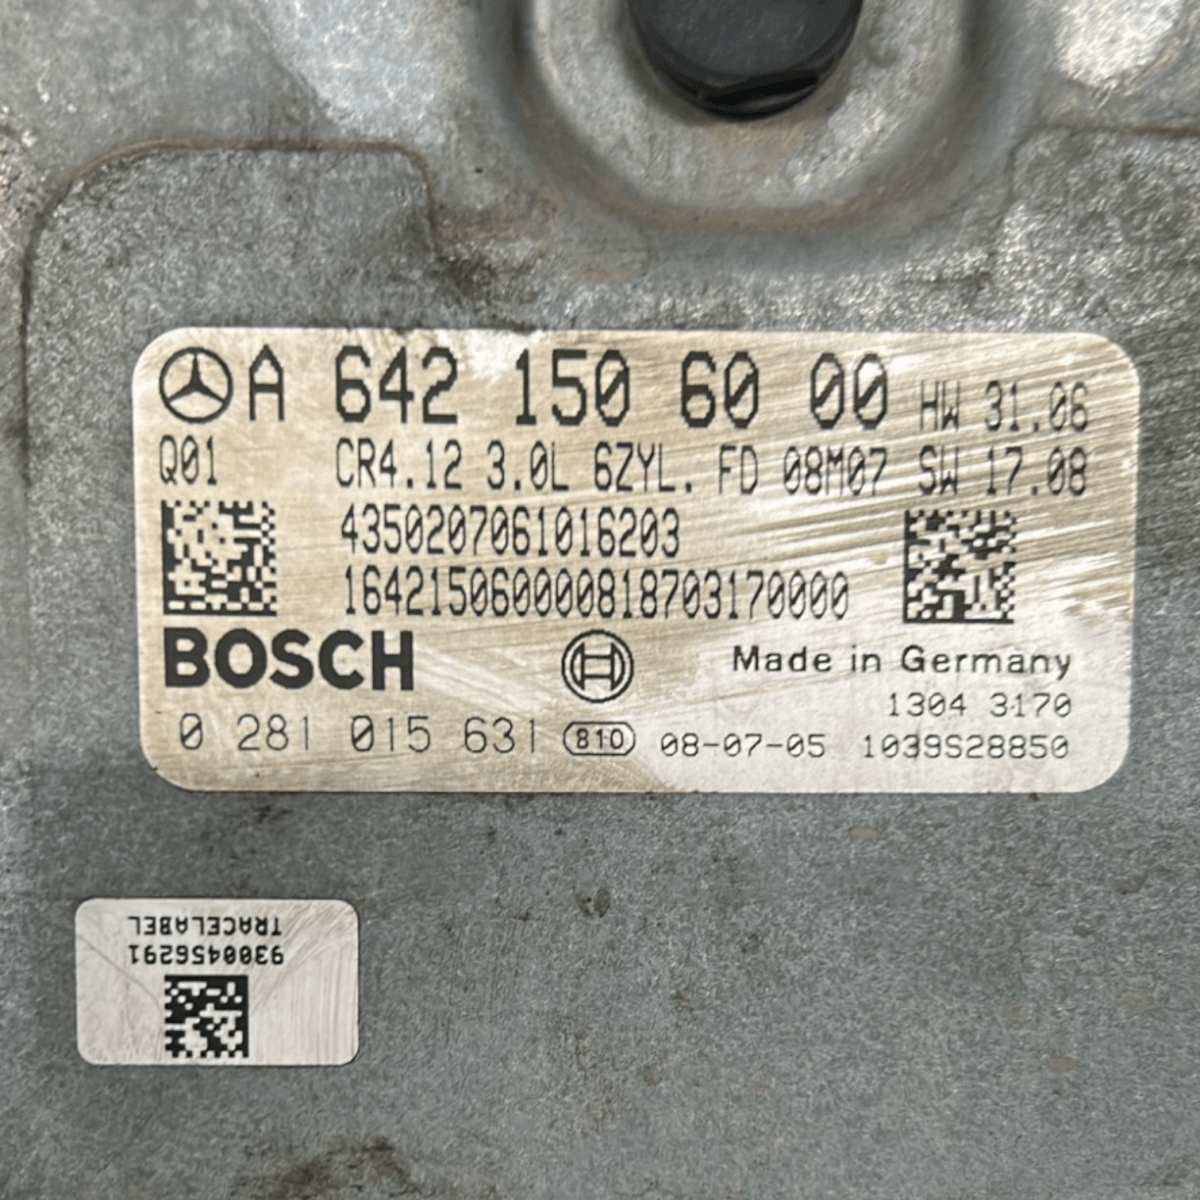 A 642 150 60 00 HW 31.06
Q01 CR4.12 3.0L 6ZYL. FD 08M07 SW 17.08
4350207061016203
164215060000818703170000
BOSCH Made in Germany
1304 3170
0 281 015 631 810 08-07-05 1039S28850
TRACELABEL
9300456291